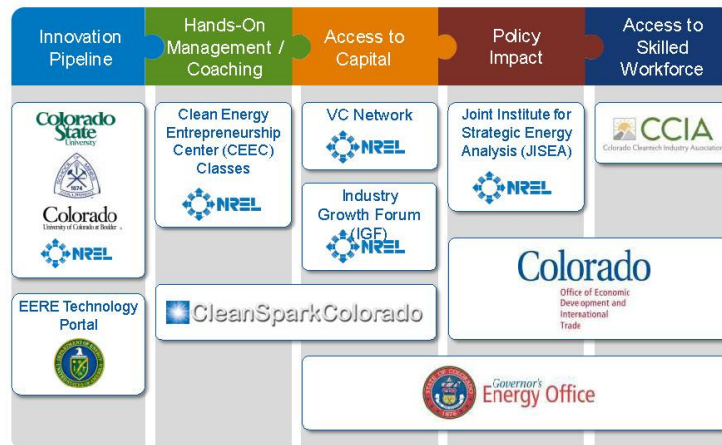 Innovation
Pipeline
Hands-On
Management /
Coaching
Access to
Capital
Policy
Impact
Access to
Skilled
Workforce
Colorado
State
University
1874
Colorado
University of Colorado at Boulder
NREL
EERE Technology
Portal
Clean Energy
Entrepreneurship
Center (CEEC)
Classes
NREL
VC Network
NREL
Industry
Growth Forum
(IGF)
NREL
CleanSparkColorado
Joint Institute for
Strategic Energy
Analysis (JISEA)
NREL
CCIA
Colorado Cleantech Industry Association
Colorado
Office of Economic
Development and
International
Trade
Governor's
Energy Office